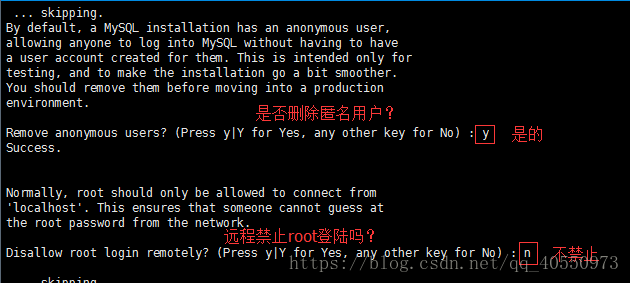 ... skipping.
By default, a MySQL installation has an anonymous user,
allowing anyone to log into MySQL without having to have
a user account created for them. This is intended only for
testing, and to make the installation go a bit smoother.
You should remove them before moving into a production
environment.
是否删除匿名用户？
Remove anonymous users? (Press y|Y for Yes, any other key for No) : y 是的
Success.
Normally, root should only be allowed to connect from
'localhost'. This ensures that someone cannot guess at
the root password from the network.
远程禁止root登陆吗？
Disallow root login remotely? (Press y|Y for Yes, any other key for No) : n 不禁止
https://blog.csdn.net/qq_40550973
... skipping.